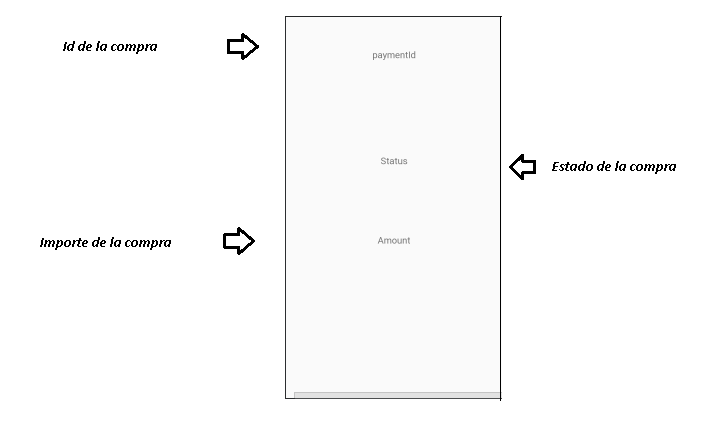 Id de la compra
paymentId
Status
Estado de la compra
Importe de la compra
Amount